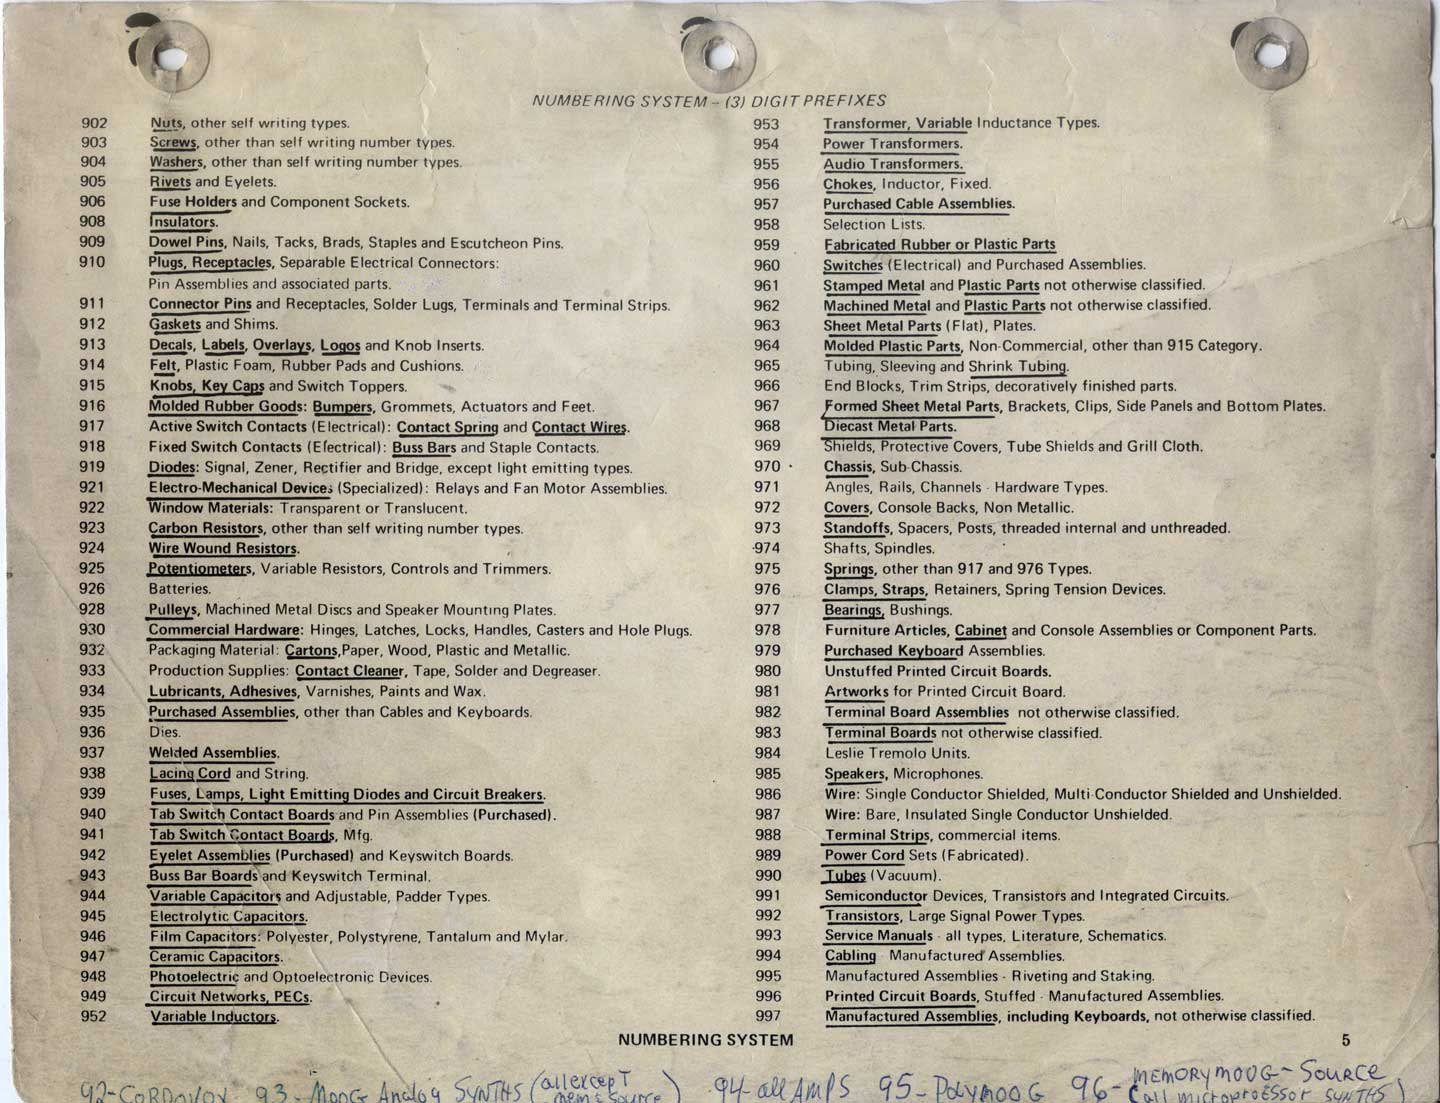 NUMBERING SYSTEM - (3) DIGIT PREFIXES
902 Nuts, other self writing types.
903 Screws, other than self writing number types.
904 Washers, other than self writing number types.
905 Rivets and Eyelets.
906 Fuse Holders and Component Sockets.
908 Insulators.
909 Dowel Pins, Nails, Tacks, Brads, Staples and Escutcheon Pins.
910 Plugs, Receptacles, Separable Electrical Connectors:
Pin Assemblies and associated parts.
911 Connector Pins and Receptacles, Solder Lugs, Terminals and Terminal Strips.
912 Gaskets and Shims.
913 Decals, Labels, Overlays, Logos and Knob Inserts.
914 Felt, Plastic Foam, Rubber Pads and Cushions.
915 Knobs, Key Caps and Switch Toppers.
916 Molded Rubber Goods: Bumpers, Grommets, Actuators and Feet.
917 Active Switch Contacts (Electrical): Contact Spring and Contact Wires.
918 Fixed Switch Contacts (Electrical): Buss Bars and Staple Contacts.
919 Diodes: Signal, Zener, Rectifier and Bridge, except light emitting types.
921 Electro-Mechanical Devices (Specialized): Relays and Fan Motor Assemblies.
922 Window Materials: Transparent or Translucent.
923 Carbon Resistors, other than self writing number types.
924 Wire Wound Resistors.
925 Potentiometers, Variable Resistors, Controls and Trimmers.
926 Batteries.
928 Pulleys, Machined Metal Discs and Speaker Mounting Plates.
930 Commercial Hardware: Hinges, Latches, Locks, Handles, Casters and Hole Plugs.
932 Packaging Material: Cartons,Paper, Wood, Plastic and Metallic.
933 Production Supplies: Contact Cleaner, Tape, Solder and Degreaser.
934 Lubricants, Adhesives, Varnishes, Paints and Wax.
935 Purchased Assemblies, other than Cables and Keyboards.
936 Dies.
937 Welded Assemblies.
938 Lacing Cord and String.
939 Fuses, Lamps, Light Emitting Diodes and Circuit Breakers.
940 Tab Switch Contact Boards and Pin Assemblies (Purchased).
941 Tab Switch Contact Boards, Mfg.
942 Eyelet Assemblies (Purchased) and Keyswitch Boards.
943 Buss Bar Boards and Keyswitch Terminal.
944 Variable Capacitors and Adjustable, Padder Types.
945 Electrolytic Capacitors.
946 Film Capacitors: Polyester, Polystyrene, Tantalum and Mylar.
947 Ceramic Capacitors.
948 Photoelectric and Optoelectronic Devices.
949 Circuit Networks, PECs.
952 Variable Inductors.
953 Transformer, Variable Inductance Types.
954 Power Transformers.
955 Audio Transformers.
956 Chokes, Inductor, Fixed.
957 Purchased Cable Assemblies.
958 Selection Lists.
959 Fabricated Rubber or Plastic Parts
960 Switches (Electrical) and Purchased Assemblies.
961 Stamped Metal and Plastic Parts not otherwise classified.
962 Machined Metal and Plastic Parts not otherwise classified.
963 Sheet Metal Parts (Flat), Plates.
964 Molded Plastic Parts, Non-Commercial, other than 915 Category.
965 Tubing, Sleeving and Shrink Tubing.
966 End Blocks, Trim Strips, decoratively finished parts.
967 Formed Sheet Metal Parts, Brackets, Clips, Side Panels and Bottom Plates.
968 Diecast Metal Parts.
969 Shields, Protective Covers, Tube Shields and Grill Cloth.
970 Chassis, Sub-Chassis.
971 Angles, Rails, Channels - Hardware Types.
972 Covers, Console Backs, Non Metallic.
973 Standoffs, Spacers, Posts, threaded internal and unthreaded.
974 Shafts, Spindles.
975 Springs, other than 917 and 976 Types.
976 Clamps, Straps, Retainers, Spring Tension Devices.
977 Bearings, Bushings.
978 Furniture Articles, Cabinet and Console Assemblies or Component Parts.
979 Purchased Keyboard Assemblies.
980 Unstuffed Printed Circuit Boards.
981 Artworks for Printed Circuit Board.
982 Terminal Board Assemblies not otherwise classified.
983 Terminal Boards not otherwise classified.
984 Leslie Tremolo Units.
985 Speakers, Microphones.
986 Wire: Single Conductor Shielded, Multi-Conductor Shielded and Unshielded.
987 Wire: Bare, Insulated Single Conductor Unshielded.
988 Terminal Strips, commercial items.
989 Power Cord Sets (Fabricated).
990 Tubes (Vacuum).
991 Semiconductor Devices, Transistors and Integrated Circuits.
992 Transistors, Large Signal Power Types.
993 Service Manuals - all types, Literature, Schematics.
994 Cabling - Manufactured Assemblies.
995 Manufactured Assemblies - Riveting and Staking.
996 Printed Circuit Boards, Stuffed - Manufactured Assemblies.
997 Manufactured Assemblies, including Keyboards, not otherwise classified.
NUMBERING SYSTEM 5
92-CORDOVOX 93-MOOG Analog SYNTHS (all except mem & source) 94-all AMPS 95-POlyMOOG 96-MEMORYMOOG-SOURCE (all microprocessor SYNTHS)